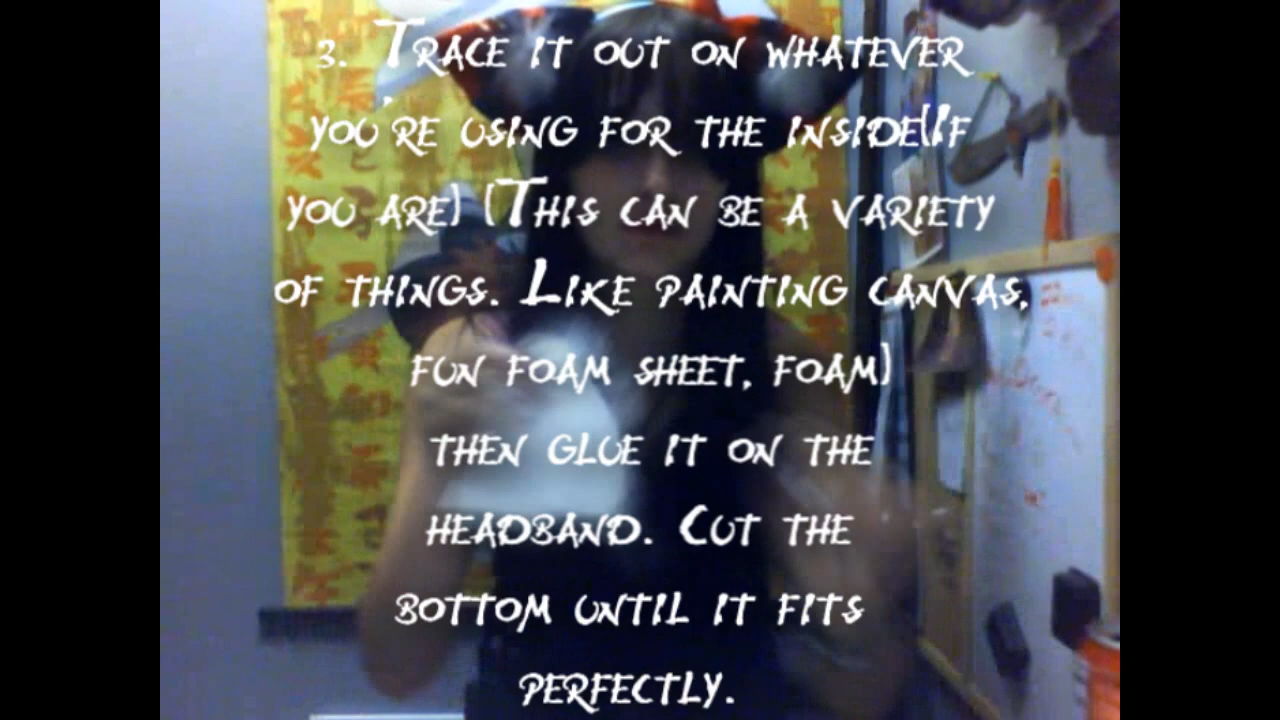 3. Trace it out on whatever
you're using for the inside(If
you are) (This can be a variety
of things. Like painting canvas,
fun foam sheet, foam)
then glue it on the
headband. Cut the
bottom until it fits
perfectly.